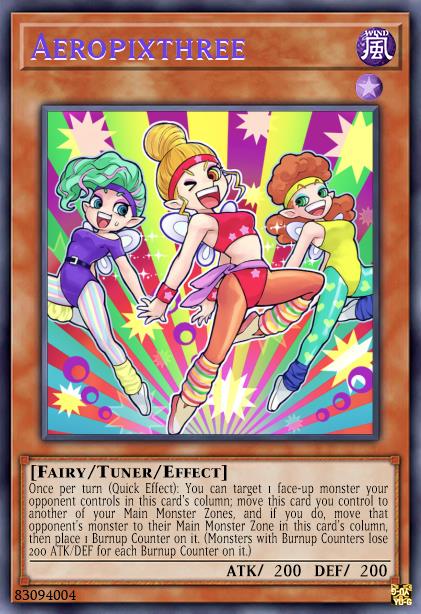 Aeropixthree
WIND
風
[Fairy/Tuner/Effect]
Once per turn (Quick Effect): You can target 1 face-up monster your
opponent controls in this card's column; move this card you control to
another of your Main Monster Zones, and if you do, move that
opponent's monster to their Main Monster Zone in this card's column,
then place 1 Burnup Counter on it. (Monsters with Burnup Counters lose
200 ATK/DEF for each Burnup Counter on it.)
ATK/ 200 DEF/ 200
83094004